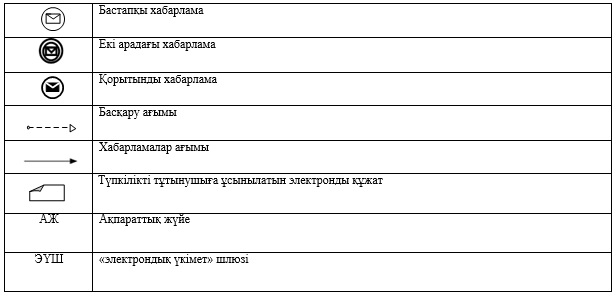 Бастапқы хабарлама
Екі арадағы хабарлама
Қорытынды хабарлама
Басқару ағымы
Хабарламалар ағымы
Түпкілікті тұтынушыға ұсынылатын электронды құжат
АЖ Ақпараттық жүйе
ЭҮШ «электрондық үкімет» шлюзі